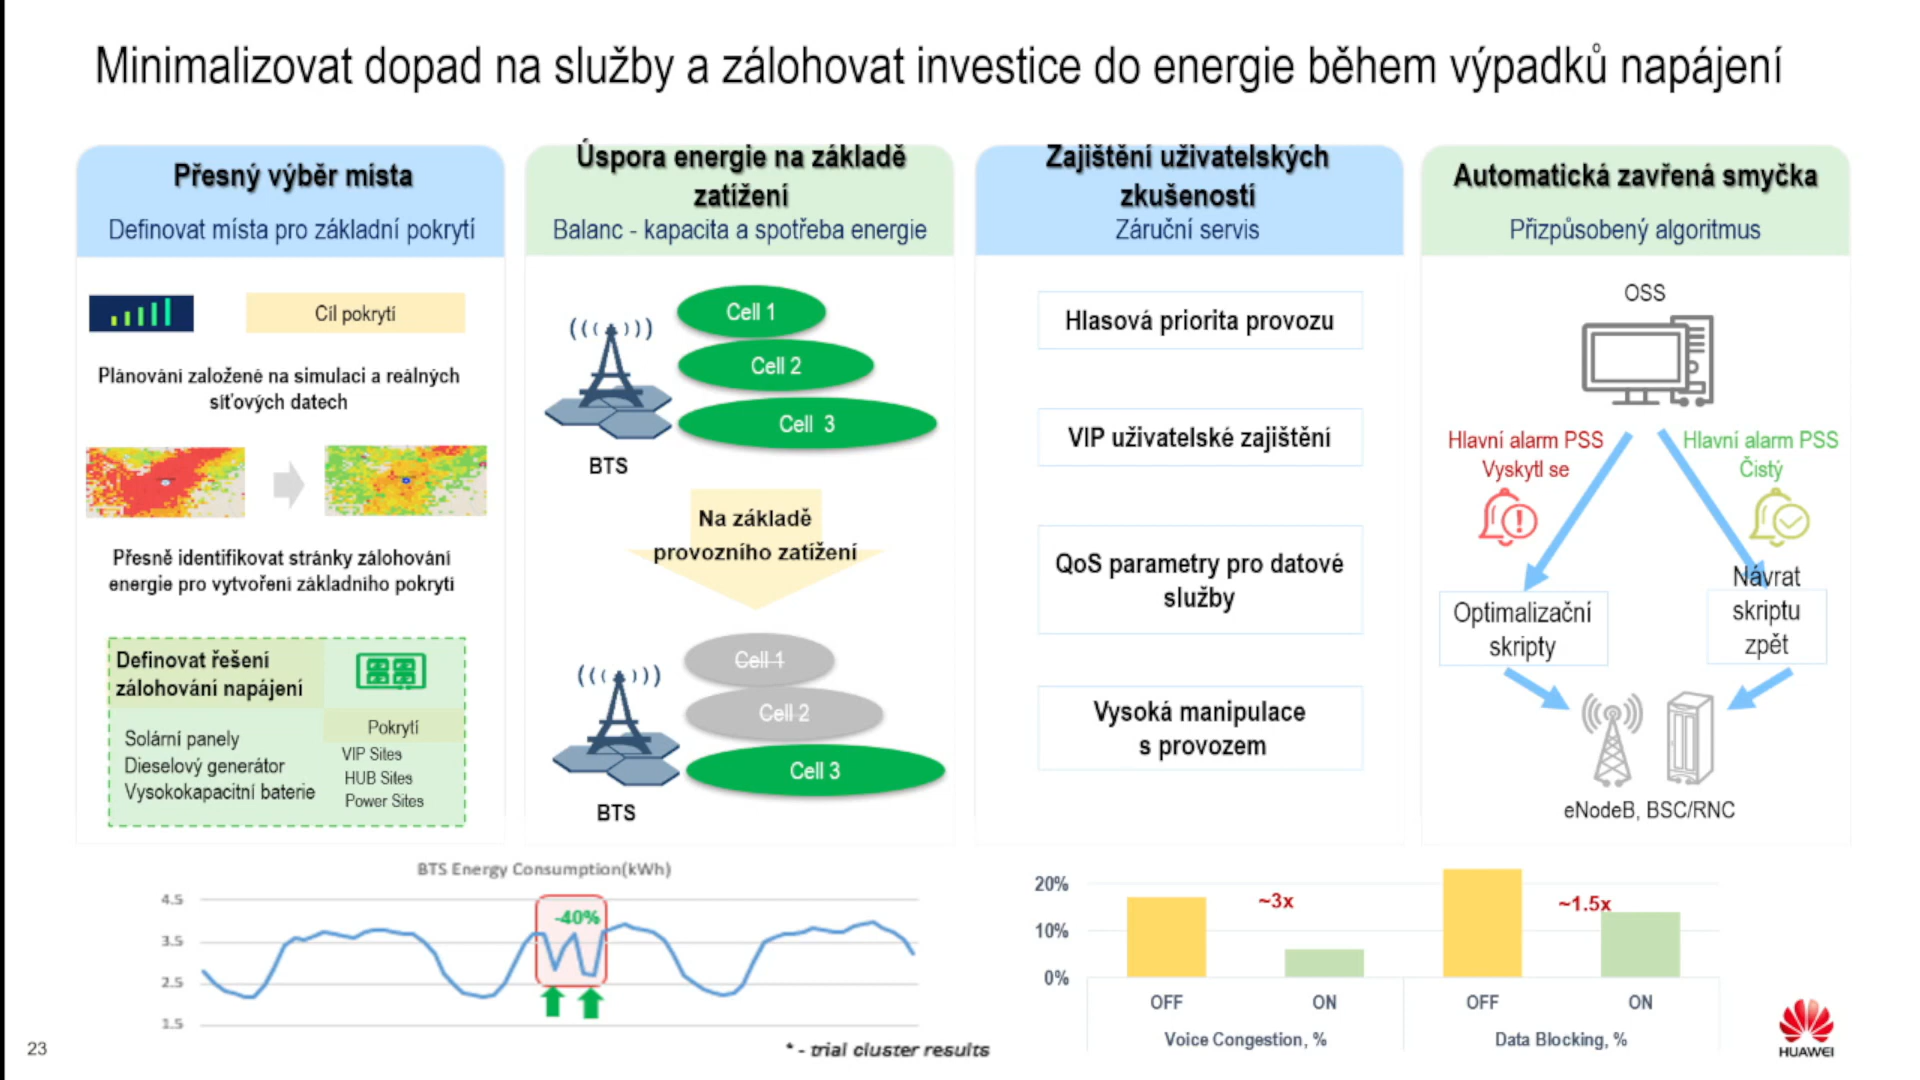 Minimalizovat dopad na služby a zálohovat investice do energie během výpadků napájení
Přesný výběr místa
Definovat místa pro základní pokrytí
Cíl pokrytí
Plánování založené na simulaci a reálných
síťových datech
Přesně identifikovat stránky zálohování
energie pro vytvoření základního pokrytí
Definovat řešení
zálohování napájení
Solární panely
Dieselový generátor
Vysokokapacitní baterie
Pokrytí
VIP Sites
HUB Sites
Power Sites
Úspora energie na základě
zatížení
Balanc - kapacita a spotřeba energie
Cell 1
Cell 2
Cell 3
BTS
Na základě
provozního zatížení
Cell 1
Cell 2
Cell 3
BTS
Zajištění uživatelských
zkušeností
Záruční servis
Hlasová priorita provozu
VIP uživatelské zajištění
QoS parametry pro datové
služby
Vysoká manipulace
s provozem
Automatická zavřená smyčka
Přizpůsobený algoritmus
OSS
Hlavní alarm PSS
Vyskytl se
Hlavní alarm PSS
Čistý
Optimalizační
skripty
Návrat
skriptu
zpět
eNodeB, BSC/RNC
BTS Energy Consumption(kWh)
4.5
3.5
2.5
1.5
-40%
* - trial cluster results
20%
10%
0%
~3x
~1.5x
OFF
ON
OFF
ON
Voice Congestion, %
Data Blocking, %
23
HUAWEI